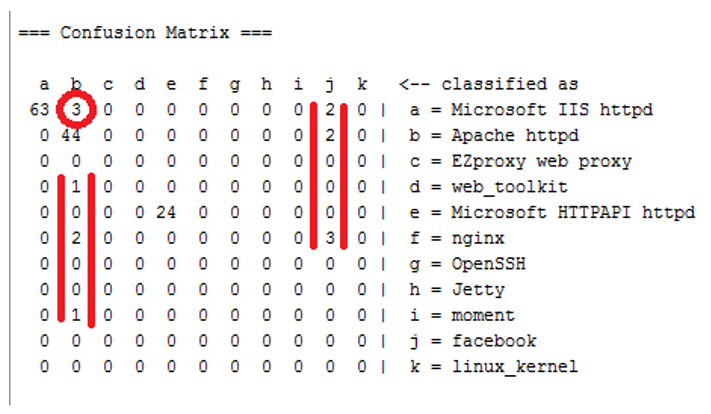 === Confusion Matrix ===
a b c d e f g h i j k <-- classified as
63 3 0 0 0 0 0 0 0 2 0 | a = Microsoft IIS httpd
0 44 0 0 0 0 0 0 0 2 0 | b = Apache httpd
0 0 0 0 0 0 0 0 0 0 0 | c = EZproxy web proxy
0 1 0 0 0 0 0 0 0 0 0 | d = web_toolkit
0 0 0 0 24 0 0 0 0 0 0 | e = Microsoft HTTPAPI httpd
0 2 0 0 0 0 0 0 0 3 0 | f = nginx
0 0 0 0 0 0 0 0 0 0 0 | g = OpenSSH
0 0 0 0 0 0 0 0 0 0 0 | h = Jetty
0 1 0 0 0 0 0 0 0 0 0 | i = moment
0 0 0 0 0 0 0 0 0 0 0 | j = facebook
0 0 0 0 0 0 0 0 0 0 0 | k = linux_kernel